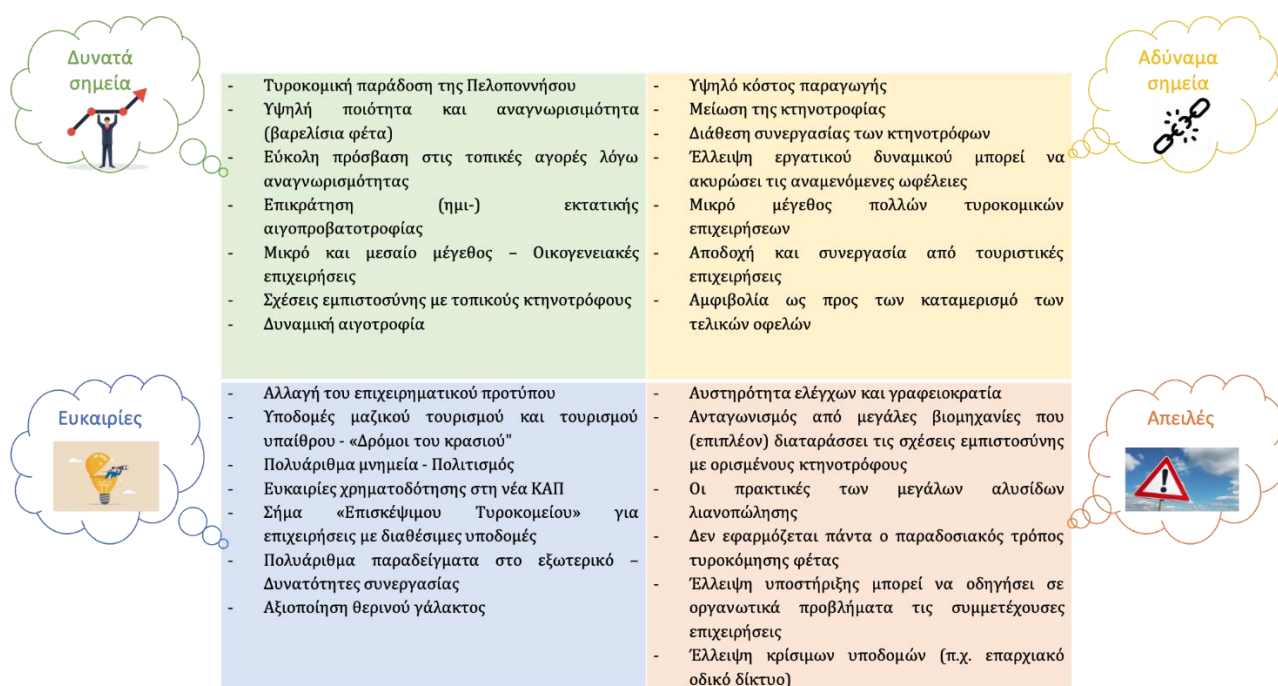 Δυνατά
σημεία
- Τυροκομική παράδοση της Πελοποννήσου
- Υψηλή ποιότητα και αναγνωρισιμότητα
(βαρελίσια φέτα)
- Εύκολη πρόσβαση στις τοπικές αγορές λόγω
αναγνωρισμότητας
- Επικράτηση (ημι-) εκτατικής
αιγοπροβατοτροφίας
- Μικρό και μεσαίο μέγεθος – Οικογενειακές
επιχειρήσεις
- Σχέσεις εμπιστοσύνης με τοπικούς κτηνοτρόφους
- Δυναμική αιγοτροφία
Αδύναμα
σημεία
- Υψηλό κόστος παραγωγής
- Μείωση της κτηνοτροφίας
- Διάθεση συνεργασίας των κτηνοτρόφων
- Έλλειψη εργατικού δυναμικού μπορεί να
ακυρώσει τις αναμενόμενες ωφέλειες
- Μικρό μέγεθος πολλών τυροκομικών
επιχειρήσεων
- Αποδοχή και συνεργασία από τουριστικές
επιχειρήσεις
- Αμφιβολία ως προς των καταμερισμό των
τελικών οφελών
Ευκαιρίες
- Αλλαγή του επιχειρηματικού προτύπου
- Υποδομές μαζικού τουρισμού και τουρισμού
υπαίθρου - «Δρόμοι του κρασιού"
- Πολυάριθμα μνημεία - Πολιτισμός
- Ευκαιρίες χρηματοδότησης στη νέα ΚΑΠ
- Σήμα «Επισκέψιμου Τυροκομείου» για
επιχειρήσεις με διαθέσιμες υποδομές
- Πολυάριθμα παραδείγματα στο εξωτερικό –
Δυνατότητες συνεργασίας
- Αξιοποίηση θερινού γάλακτος
Απειλές
- Αυστηρότητα ελέγχων και γραφειοκρατία
- Ανταγωνισμός από μεγάλες βιομηχανίες που
(επιπλέον) διαταράσσει τις σχέσεις εμπιστοσύνης
με ορισμένους κτηνοτρόφους
- Οι πρακτικές των μεγάλων αλυσίδων
λιανοπώλησης
- Δεν εφαρμόζεται πάντα ο παραδοσιακός τρόπος
τυροκόμησης φέτας
- Έλλειψη υποστήριξης μπορεί να οδηγήσει σε
οργανωτικά προβλήματα τις συμμετέχουσες
επιχειρήσεις
- Έλλειψη κρίσιμων υποδομών (π.χ. επαρχιακό
οδικό δίκτυο)